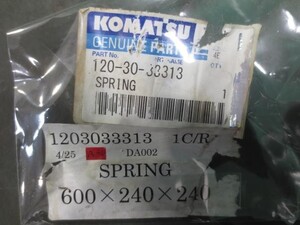 KOMATSU
GENUINE PARTS
PART No.
120-30-33313
SPRING
1
1203033313 1C/R
4/25 DA002
SPRING
600×240×240